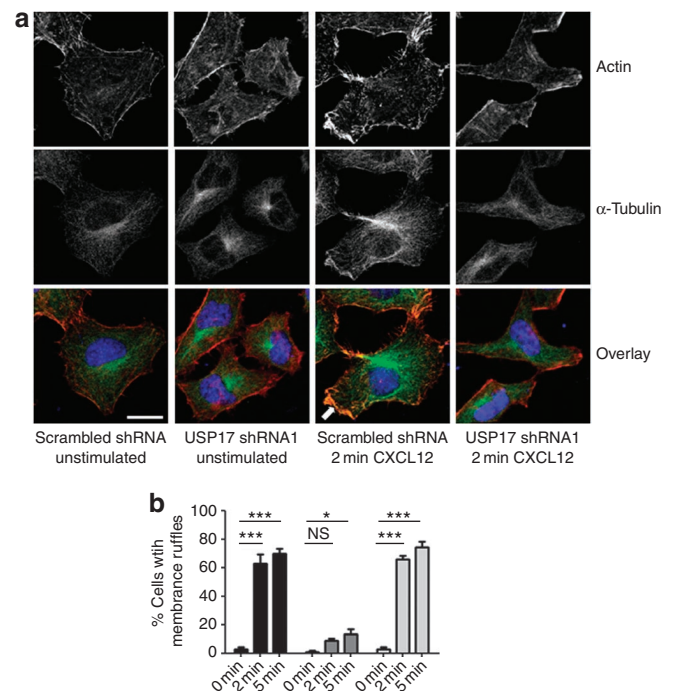 a
Actin
α-Tubulin
Overlay
Scrambled shRNA
unstimulated
USP17 shRNA1
unstimulated
Scrambled shRNA
2 min CXCL12
USP17 shRNA1
2 min CXCL12
b
% Cells wtih
membrance ruffles
100
80
60
40
20
0
***
***
*
NS
***
***
0 min
2 min
5 min
0 min
2 min
5 min
0 min
2 min
5 min